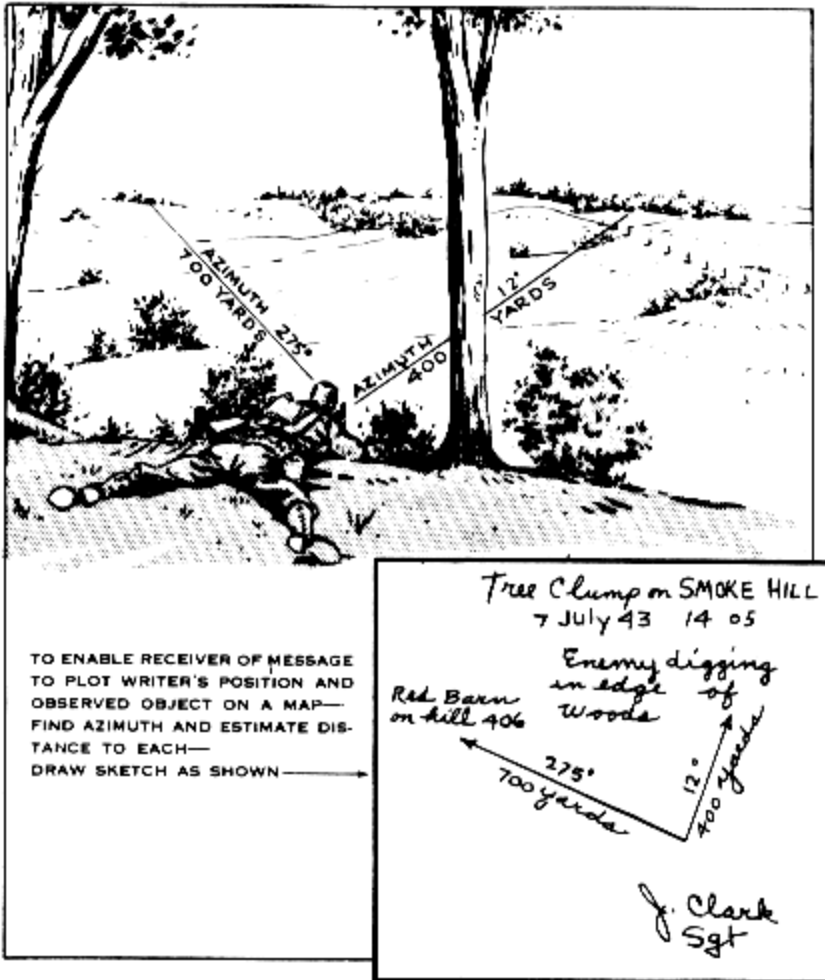 AZIMUTH 275°
700 YARDS
AZIMUTH 12°
400 YARDS
TO ENABLE RECEIVER OF MESSAGE
TO PLOT WRITER'S POSITION AND
OBSERVED OBJECT ON A MAP—
FIND AZIMUTH AND ESTIMATE DIS-
TANCE TO EACH—
DRAW SKETCH AS SHOWN
Tree Clump on SMOKE HILL
7 July 43 14 05
Enemy digging
in edge of
Woods
Red Barn
on hill 406
275°
700 yards
12°
400 yards
J. Clark
Sgt